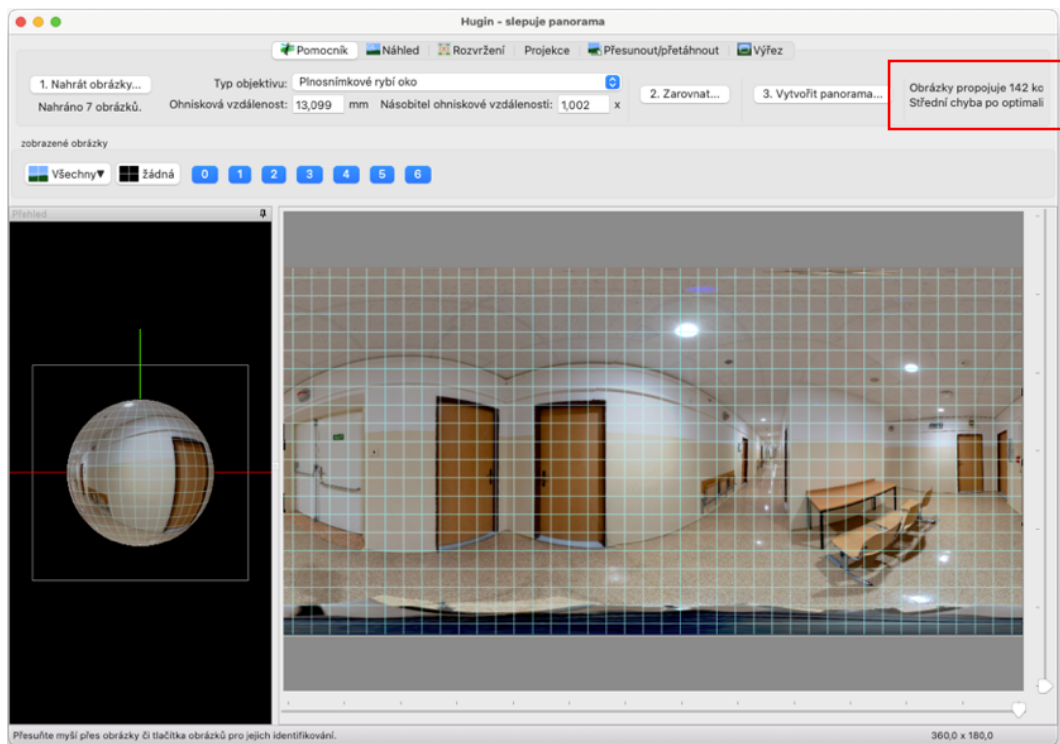 Hugin - slepuje panorama
Pomocník Náhled Rozvržení Projekce Přesunout/přetáhnout Výřez
1. Nahrát obrázky...
Nahráno 7 obrázků.
Typ objektivu: Plnosnímkové rybí oko
Ohnisková vzdálenost: 13,099 mm Násobitel ohniskové vzdálenosti: 1,002 x
2. Zarovnat...
3. Vytvořit panorama...
Obrázky propojuje 142 ko
Střední chyba po optimali
zobrazené obrázky
Všechny▼ žádná 0 1 2 3 4 5 6
Přehled
Přesuňte myší přes obrázky či tlačítka obrázků pro jejich identifikování.
360,0 x 180,0